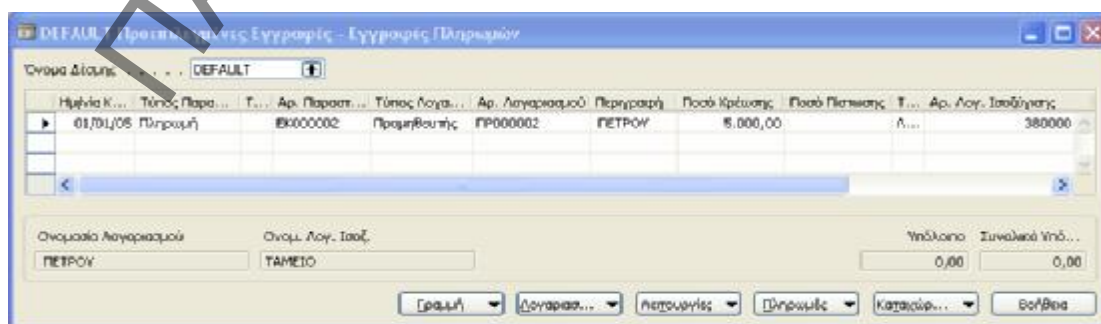 ΠΑ
DEFAULT Προεπιλεγμένες Εγγραφές - Εγγραφές Πληρωμών
Όνομα Δέσμης . . . . . DEFAULT
Ημ/νία Κ... Τύπος Παρα... Τ... Αρ. Παραστ... Τύπος Λογα... Αρ. Λογαριασμού Περιγραφή Ποσό Χρέωσης Ποσό Πίστωσης Τ... Αρ. Λογ. Ισοζύγισης
01/01/05 Πληρωμή ΕΚ000002 Προμηθευτής ΠΡ000002 ΠΕΤΡΟΥ 5.000,00 Λ... 380000
Ονομασία Λογαριασμού Ονομ. Λογ. Ισοζ. Υπόλοιπο Συνολικό Υπό...
ΠΕΤΡΟΥ ΤΑΜΕΙΟ 0,00 0,00
Γραμμή Λογαριασ... Λειτουργίες Πληρωμές Καταχώρ... Βοήθεια